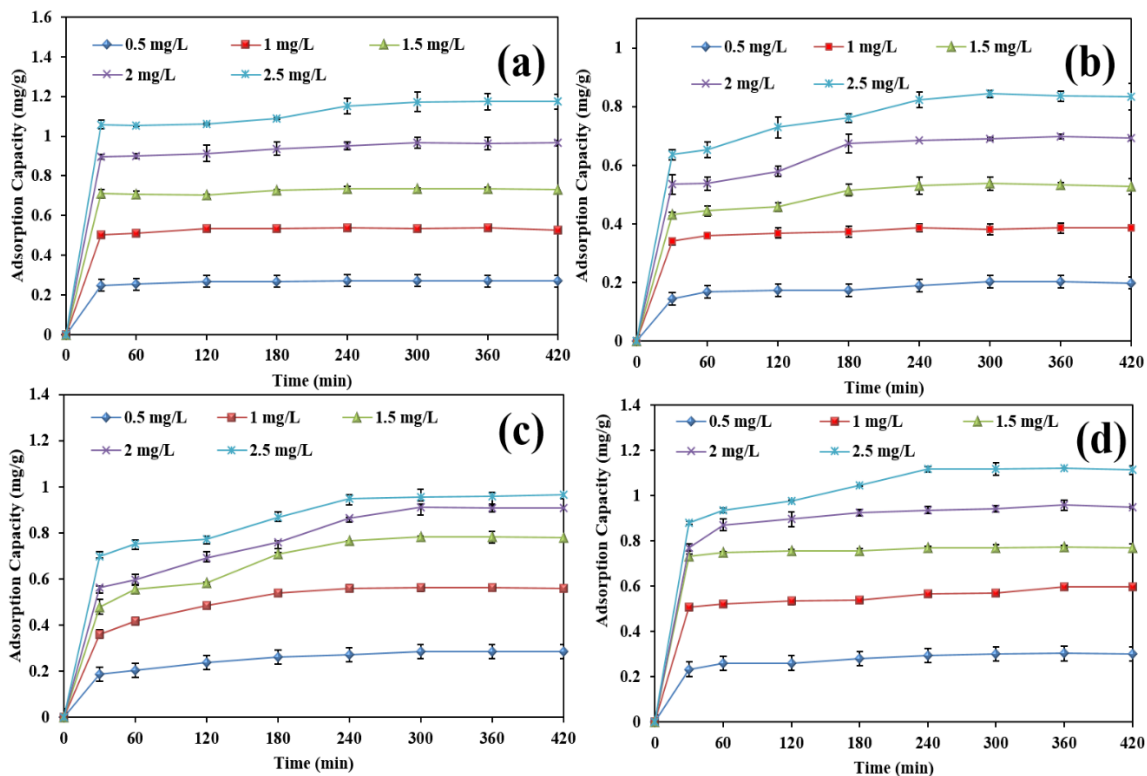 0.5 mg/L 1 mg/L 1.5 mg/L
2 mg/L 2.5 mg/L
(a)
Adsorption Capacity (mg/g)
1.6
1.4
1.2
1
0.8
0.6
0.4
0.2
0
0 60 120 180 240 300 360 420
Time (min)
0.5 mg/L 1 mg/L 1.5 mg/L
2 mg/L 2.5 mg/L
(b)
Adsorption Capacity (mg/g)
1
0.8
0.6
0.4
0.2
0
0 60 120 180 240 300 360 420
Time (min)
0.5 mg/L 1 mg/L 1.5 mg/L
2 mg/L 2.5 mg/L
(c)
Adsorption Capacity (mg/g)
1.4
1.2
1
0.8
0.6
0.4
0.2
0
0 60 120 180 240 300 360 420
Time (min)
0.5 mg/L 1 mg/L 1.5 mg/L
2 mg/L 2.5 mg/L
(d)
Adsorption Capacity (mg/g)
1.4
1.2
1
0.8
0.6
0.4
0.2
0
0 60 120 180 240 300 360 420
Time (min)